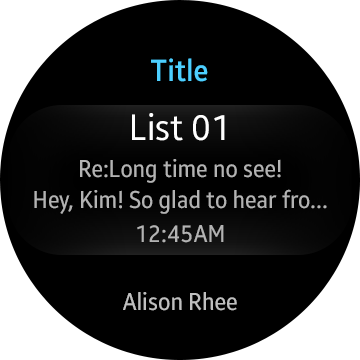 Title
List 01
Re:Long time no see!
Hey, Kim! So glad to hear fro...
12:45AM
Alison Rhee